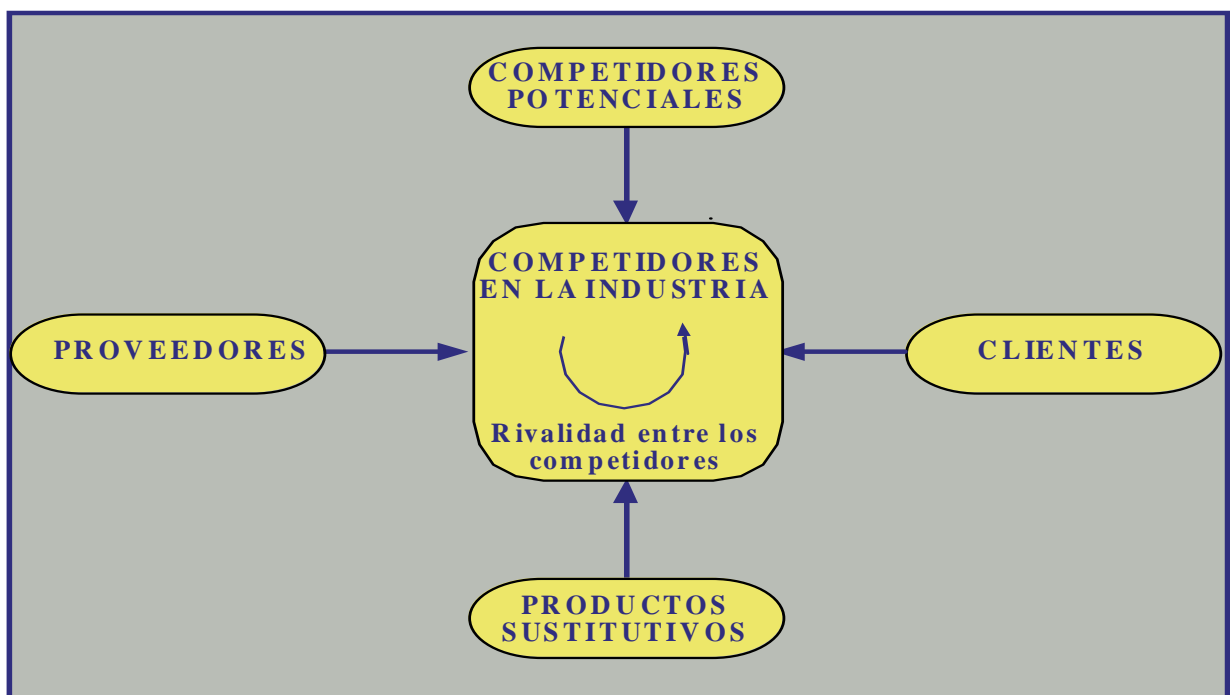 COMPETIDORES
POTENCIALES
COMPETIDORES
EN LA INDUSTRIA
PROVEEDORES
CLIENTES
Rivalidad entre los
competidores
PRODUCTOS
SUSTITUTIVOS